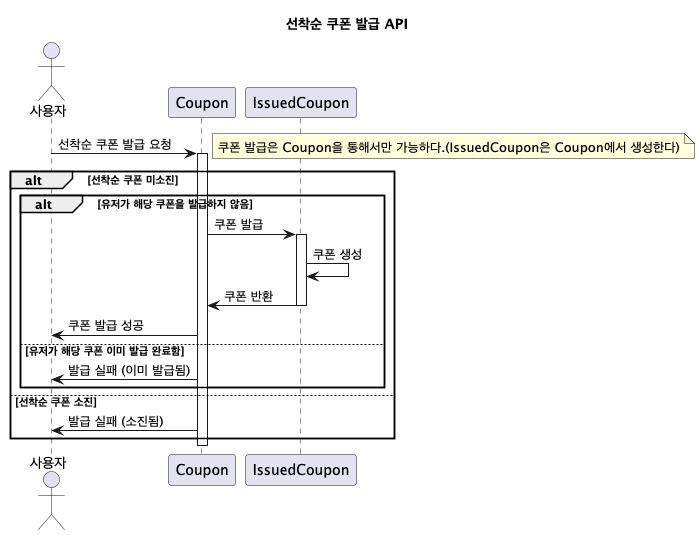 선착순 쿠폰 발급 API
사용자
Coupon
IssuedCoupon
선착순 쿠폰 발급 요청
쿠폰 발급은 Coupon을 통해서만 가능하다.(IssuedCoupon은 Coupon에서 생성한다)
alt
[선착순 쿠폰 미소진]
alt
[유저가 해당 쿠폰을 발급하지 않음]
쿠폰 발급
쿠폰 생성
쿠폰 반환
쿠폰 발급 성공
[유저가 해당 쿠폰 이미 발급 완료함]
발급 실패 (이미 발급됨)
[선착순 쿠폰 소진]
발급 실패 (소진됨)
사용자
Coupon
IssuedCoupon